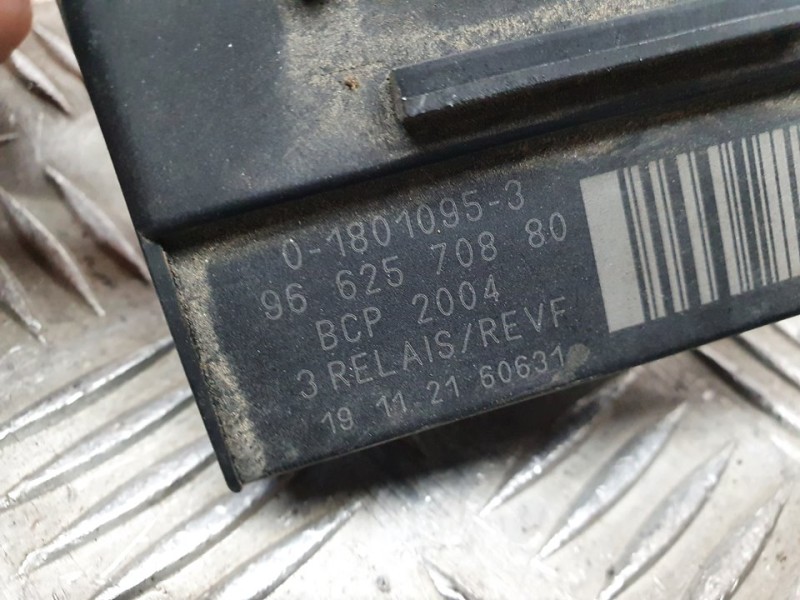 0-1801095-3
96 625 708 80
BCP 2004
3 RELAIS/REVF
19 11 21 60631